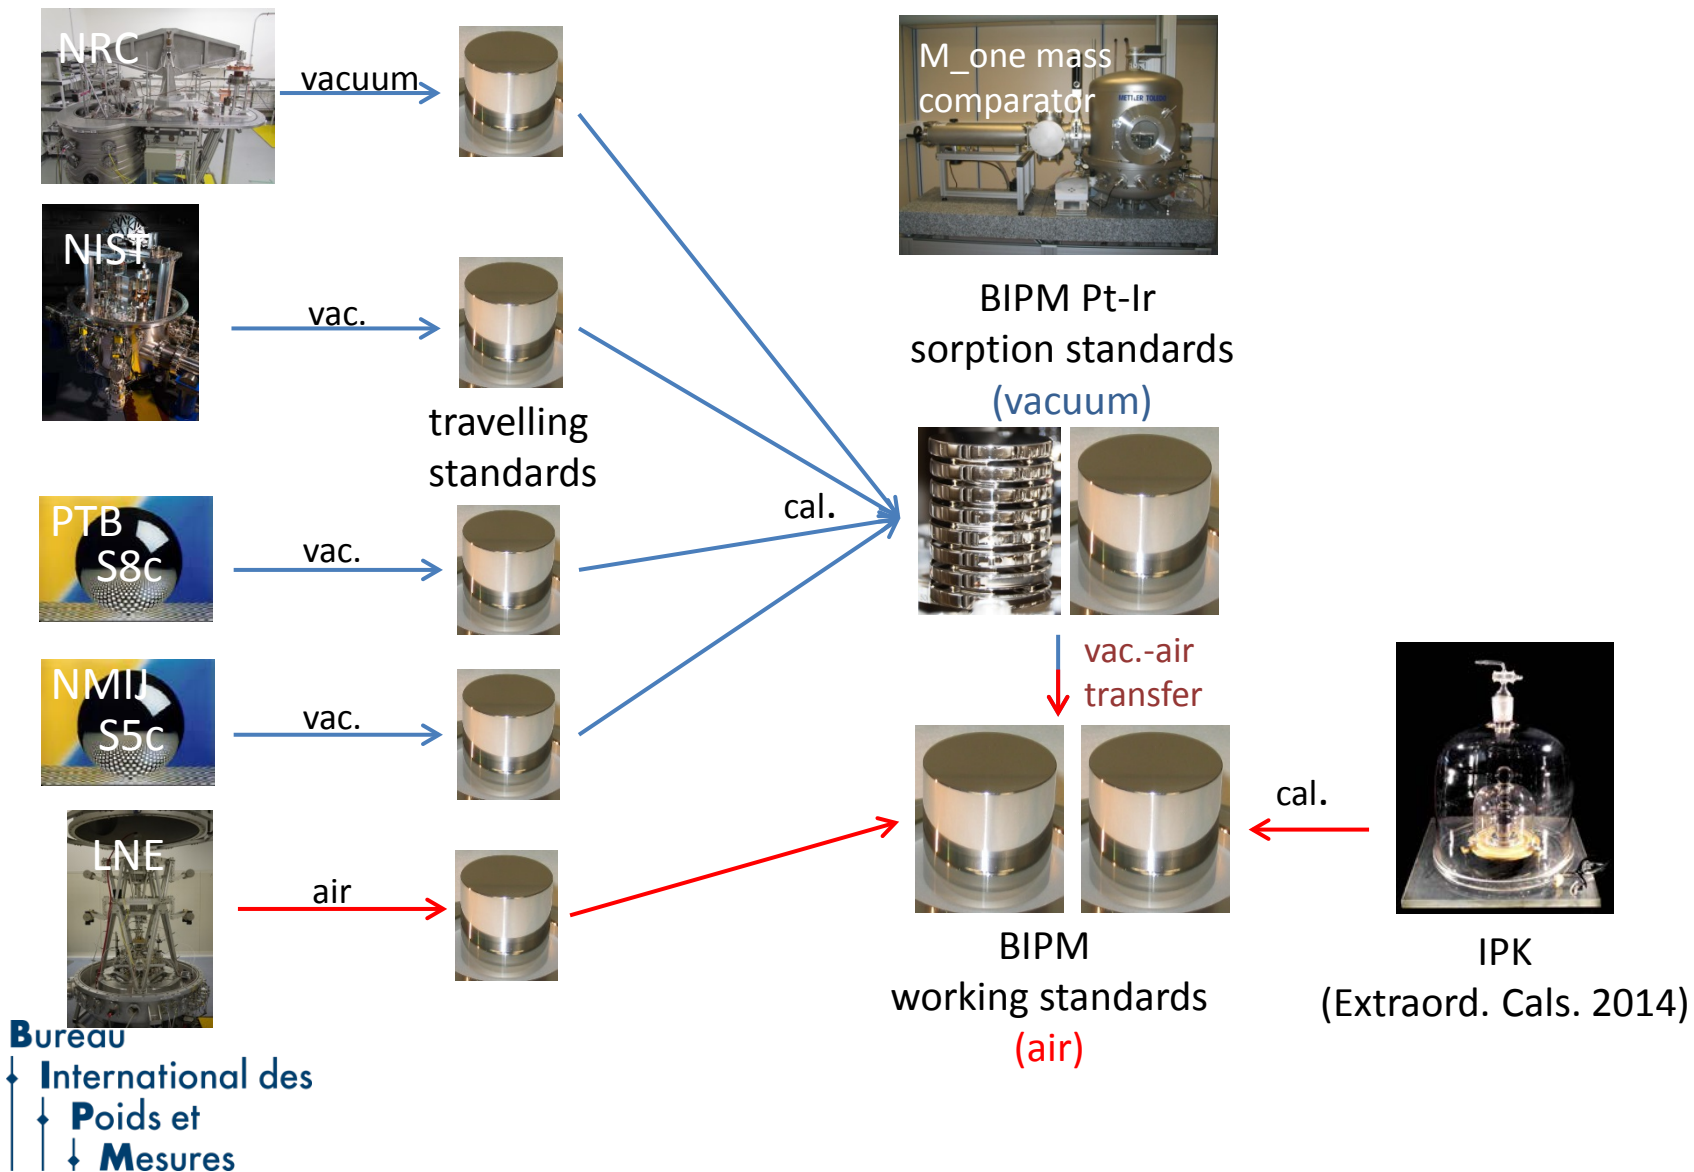 NRC
vacuum
M_one mass
comparator
METTLER TOLEDO
NIST
vac.
BIPM Pt-Ir
sorption standards
(vacuum)
travelling
standards
cal.
PTB
S8c
vac.
vac.-air
transfer
NMIJ
S5c
vac.
cal.
LNE
air
BIPM
working standards
(air)
IPK
(Extraord. Cals. 2014)
Bureau
International des
Poids et
Mesures